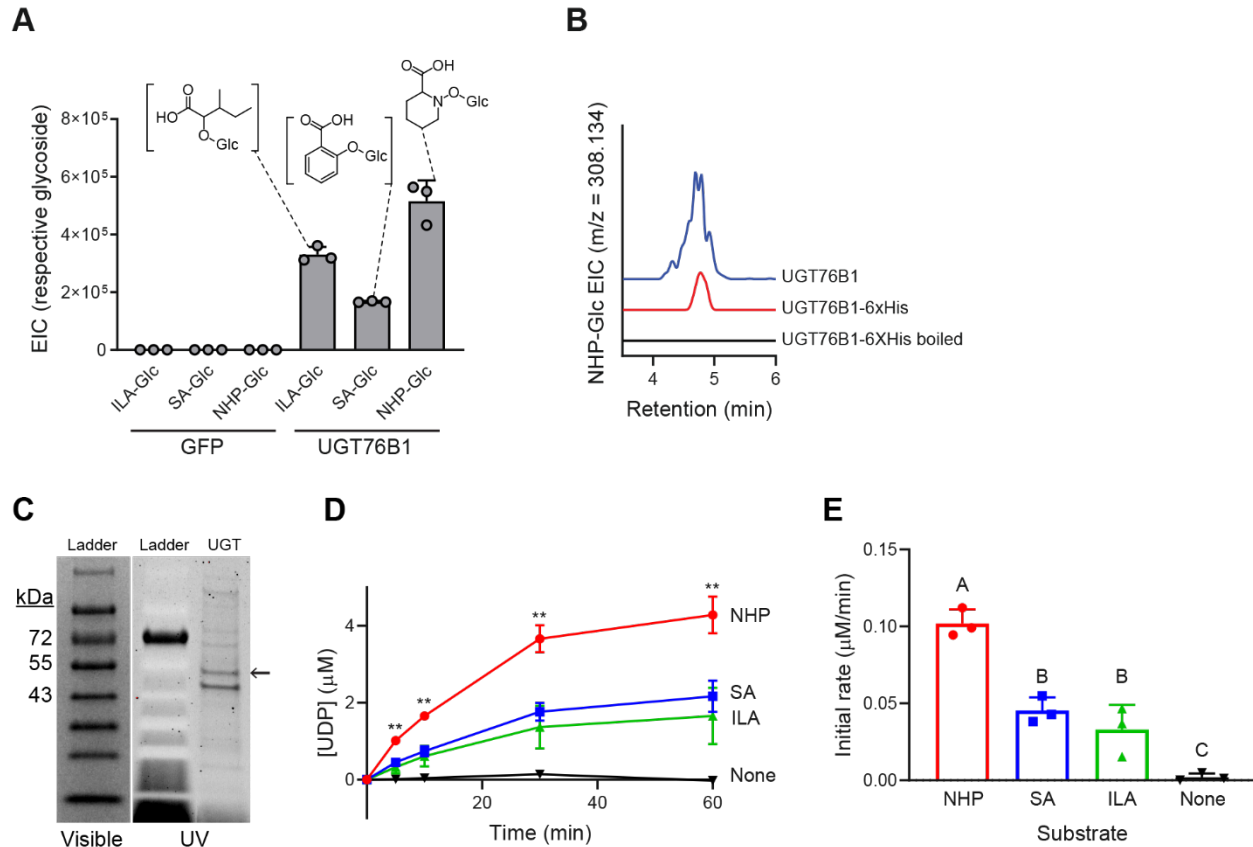 A
EIC (respective glycoside)
8×10⁵
6×10⁵
4×10⁵
2×10⁵
0
O
HO
O
Glc
O
OH
O
Glc
O
OH
N
O
Glc
ILA-Glc
SA-Glc
NHP-Glc
ILA-Glc
SA-Glc
NHP-Glc
GFP
UGT76B1
B
NHP-Glc EIC (m/z = 308.134)
UGT76B1
UGT76B1-6xHis
UGT76B1-6XHis boiled
4
5
6
Retention (min)
C
Ladder
Ladder
UGT
kDa
72
55
43
←
Visible
UV
D
[UDP] (μM)
4
2
0
**
**
**
**
NHP
SA
ILA
None
20
40
60
Time (min)
E
Initial rate (μM/min)
0.15
0.10
0.05
0.00
A
B
B
C
NHP
SA
ILA
None
Substrate